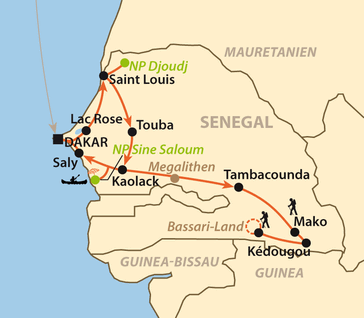 MAURETANIEN
NP Djoudj
Saint Louis
Lac Rose
Touba
SENEGAL
DAKAR
NP Sine Saloum
Saly
Megalithen
Kaolack
Tambacounda
Mako
Bassari-Land
Kédougou
GUINEA-BISSAU
GUINEA